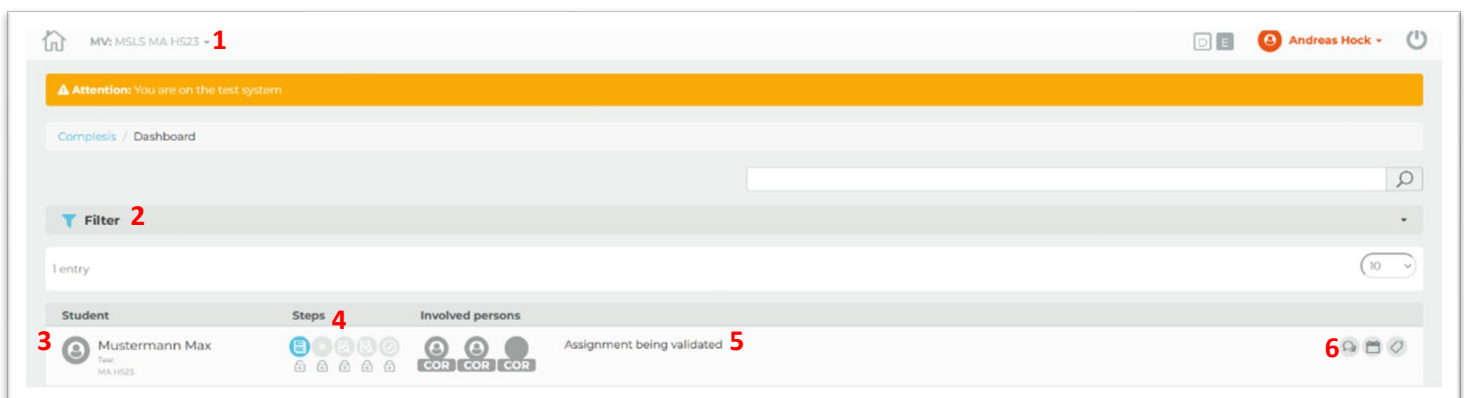 MV: MSLS MA HS23 1
D E Andreas Hock
Attention: You are on the test system
Complesis / Dashboard
Filter 2
1 entry
10
Student Steps 4 Involved persons
3 Mustermann Max COR COR COR Assignment being validated 5 6
Test
MA HS23